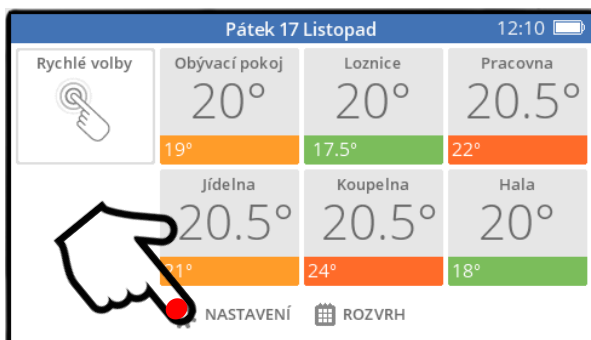 Pátek 17 Listopad 12:10
Rychlé volby
Obývací pokoj
20°
19°
Loznice
20°
17.5°
Pracovna
20.5°
22°
Jídelna
20.5°
21°
Koupelna
20.5°
24°
Hala
20°
18°
NASTAVENÍ
ROZVRH